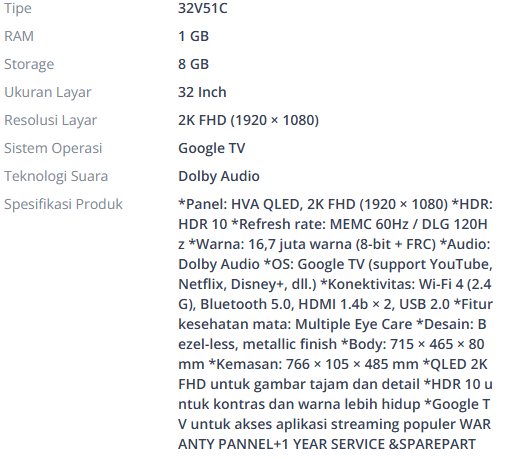 Tipe 32V51C
RAM 1 GB
Storage 8 GB
Ukuran Layar 32 Inch
Resolusi Layar 2K FHD (1920 × 1080)
Sistem Operasi Google TV
Teknologi Suara Dolby Audio
Spesifikasi Produk *Panel: HVA QLED, 2K FHD (1920 × 1080) *HDR:
HDR 10 *Refresh rate: MEMC 60Hz / DLG 120H
z *Warna: 16,7 juta warna (8-bit + FRC) *Audio:
Dolby Audio *OS: Google TV (support YouTube,
Netflix, Disney+, dll.) *Konektivitas: Wi-Fi 4 (2.4
G), Bluetooth 5.0, HDMI 1.4b × 2, USB 2.0 *Fitur
kesehatan mata: Multiple Eye Care *Desain: B
ezel-less, metallic finish *Body: 715 × 465 × 80
mm *Kemasan: 766 × 105 × 485 mm *QLED 2K
FHD untuk gambar tajam dan detail *HDR 10 u
ntuk kontras dan warna lebih hidup *Google T
V untuk akses aplikasi streaming populer WAR
ANTY PANNEL+1 YEAR SERVICE &SPAREPART